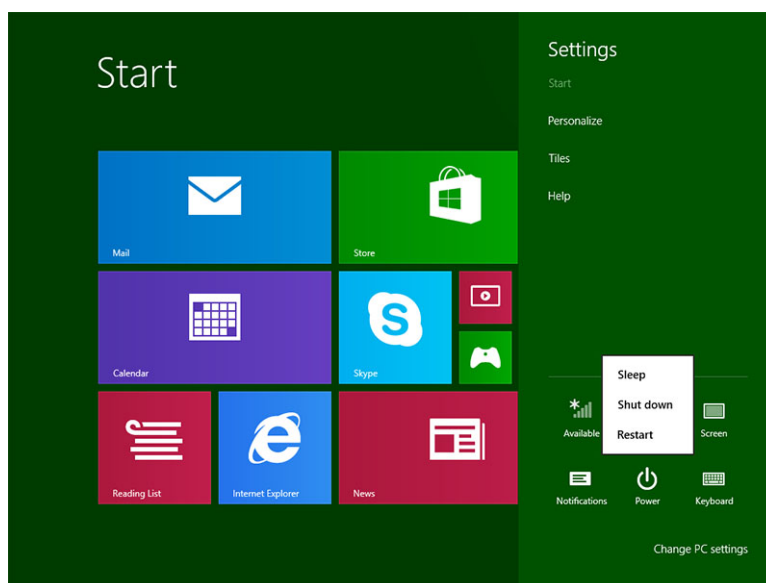 Start
Mail
Store
Calendar
Skype
Reading List
Internet Explorer
News
Settings
Start
Personalize
Tiles
Help
Sleep
Shut down
Restart
Available
Screen
Notifications
Power
Keyboard
Change PC settings